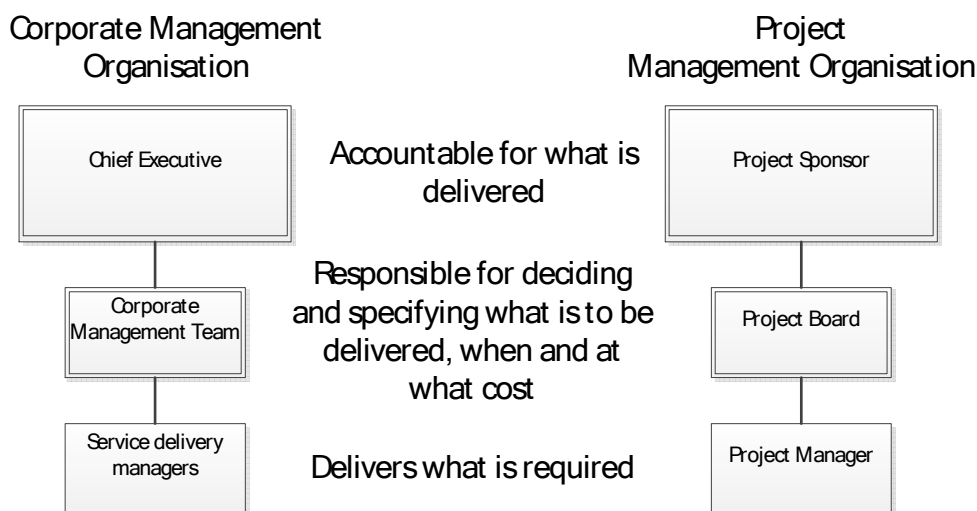 Corporate Management
Organisation
Project
Management Organisation
Chief Executive
Accountable for what is
delivered
Project Sponsor
Corporate
Management Team
Responsible for deciding
and specifying what is to be
delivered, when and at
what cost
Project Board
Service delivery
managers
Delivers what is required
Project Manager